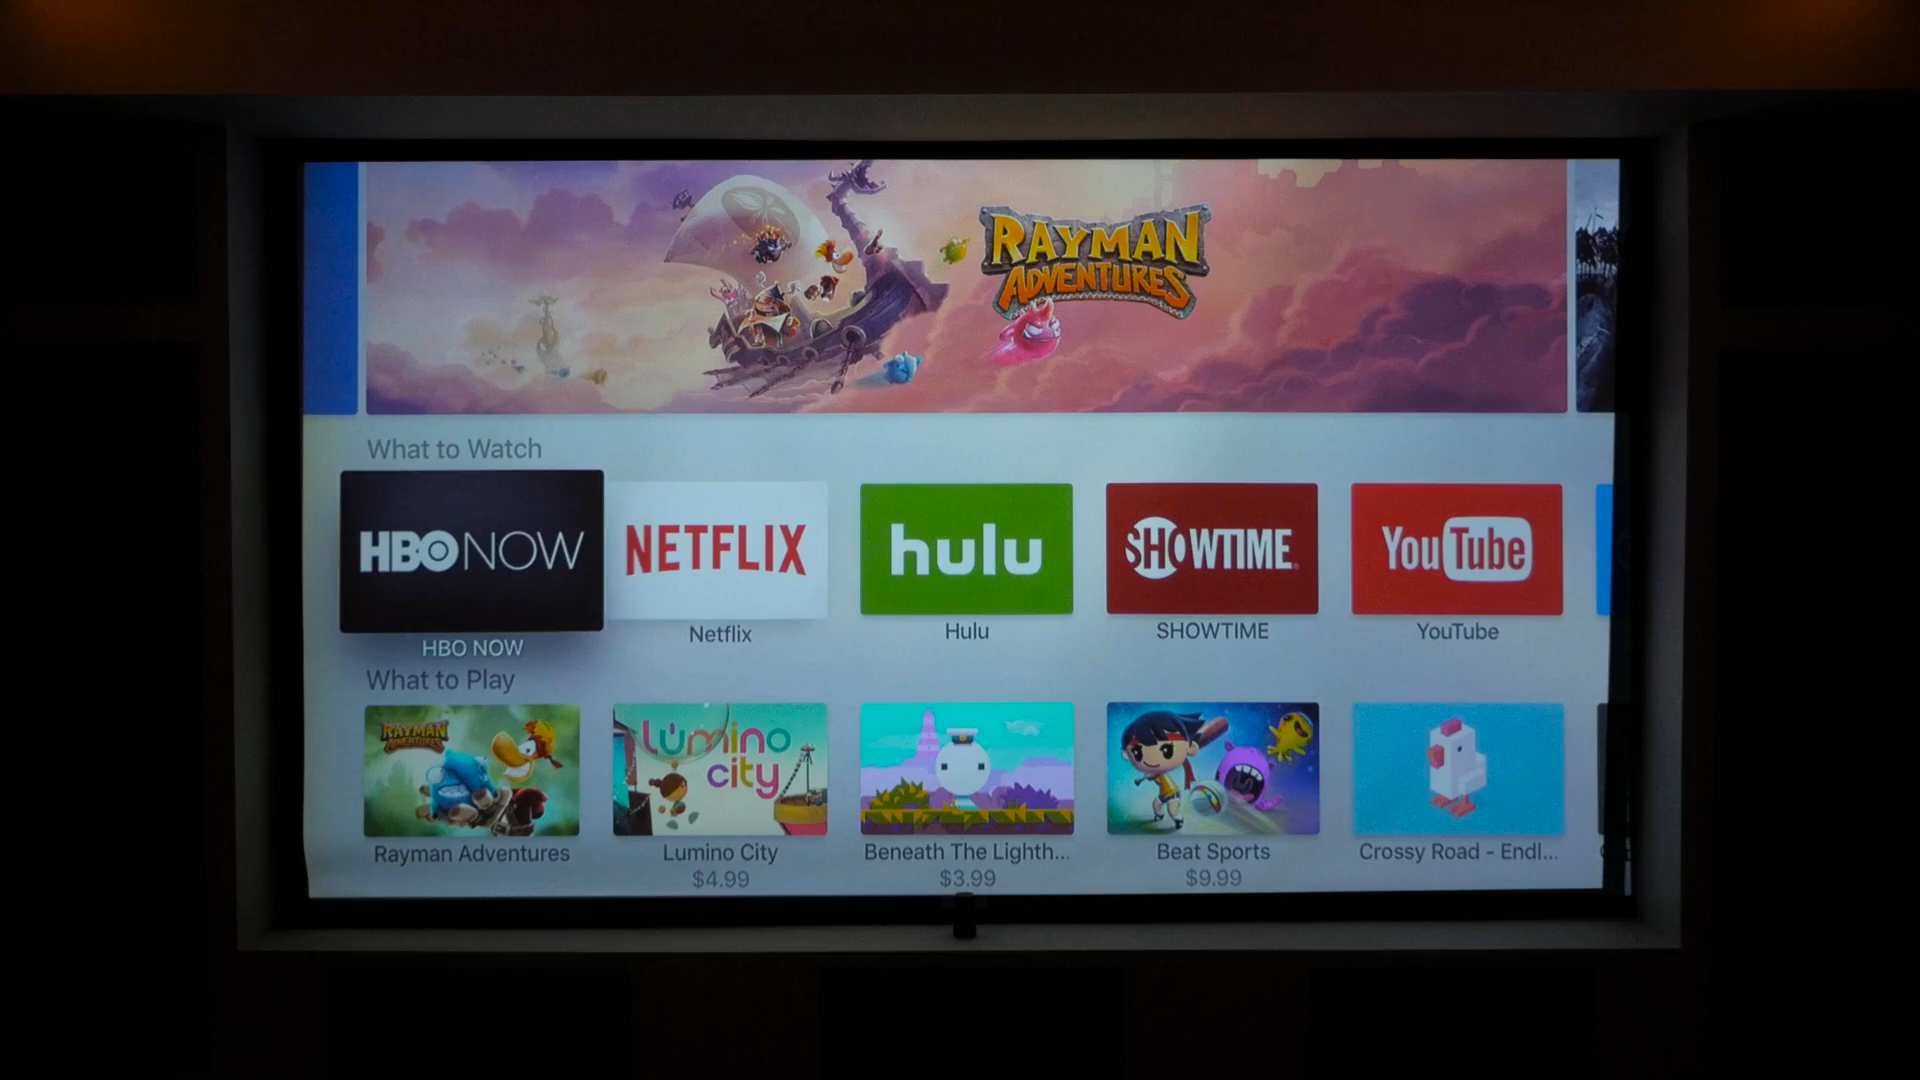 RAYMAN
ADVENTURES
What to Watch
HBO NOW
NETFLIX
hulu
SHOWTIME
YouTube
HBO NOW
Netflix
Hulu
SHOWTIME
YouTube
What to Play
RAYMAN
ADVENTURES
Lumino
city
Rayman Adventures
Lumino City
Beneath The Lighth...
Beat Sports
Crossy Road - Endl...
$4.99
$3.99
$9.99